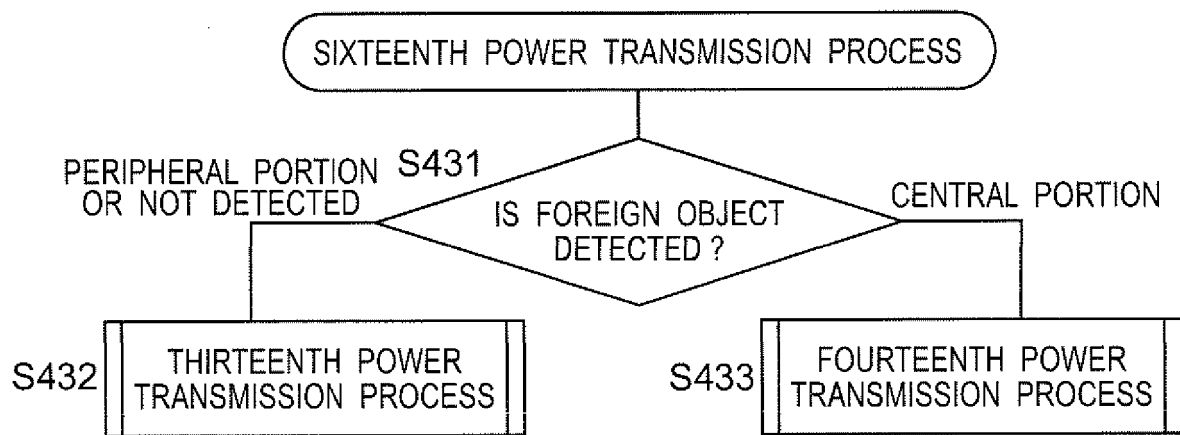 SIXTEENTH POWER TRANSMISSION PROCESS
PERIPHERAL PORTION
OR NOT DETECTED
S431
IS FOREIGN OBJECT
DETECTED ?
CENTRAL PORTION
S432
THIRTEENTH POWER
TRANSMISSION PROCESS
S433
FOURTEENTH POWER
TRANSMISSION PROCESS